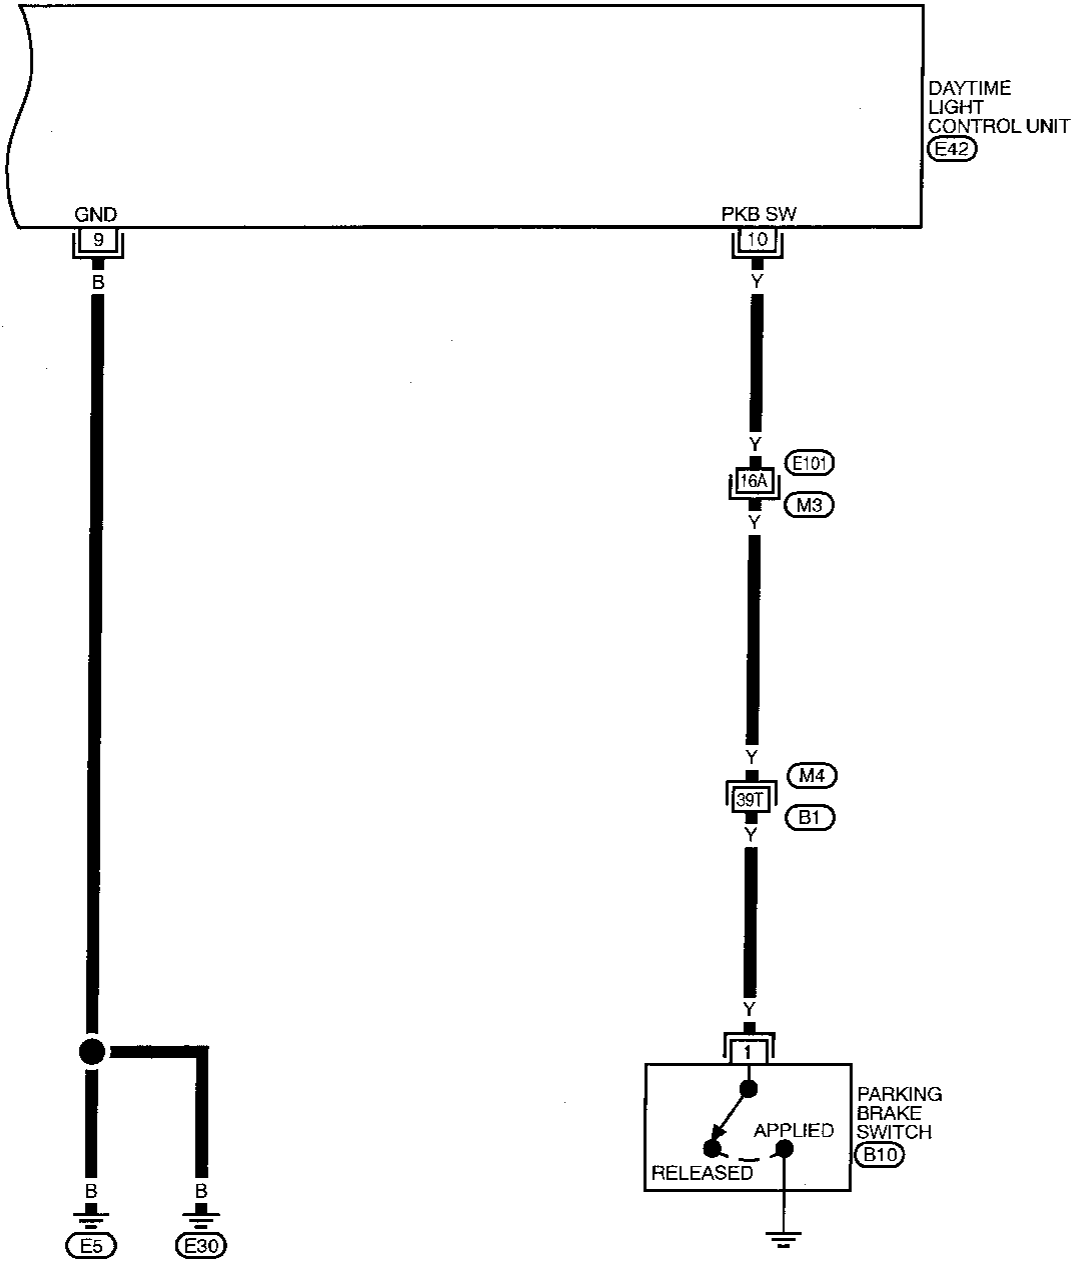 DAYTIME
LIGHT
CONTROL UNIT
E42
GND
PKB SW
9
10
B
Y
Y
E101
16A
M3
Y
Y
M4
39T
B1
Y
Y
1
PARKING
BRAKE
SWITCH
B10
APPLIED
RELEASED
B
B
E5
E30